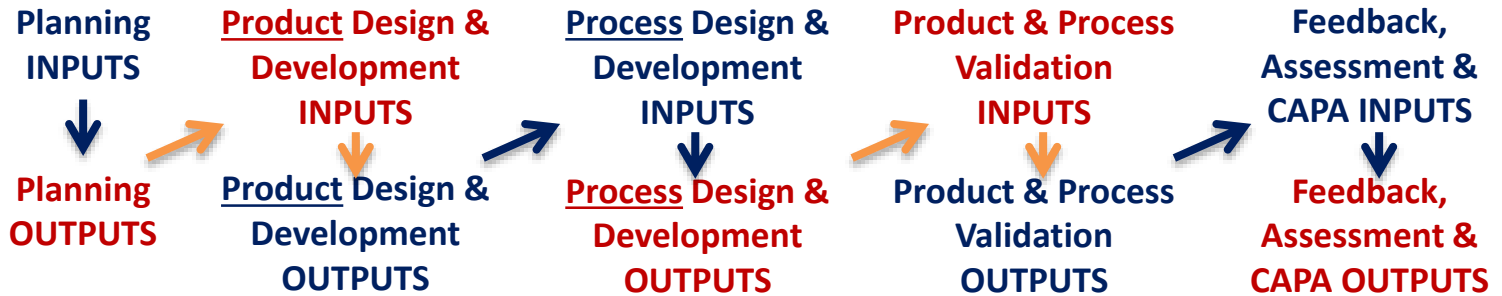 Planning
INPUTS
Product Design &
Development
INPUTS
Process Design &
Development
INPUTS
Product & Process
Validation
INPUTS
Feedback,
Assessment &
CAPA INPUTS
Planning
OUTPUTS
Product Design &
Development
OUTPUTS
Process Design &
Development
OUTPUTS
Product & Process
Validation
OUTPUTS
Feedback,
Assessment &
CAPA OUTPUTS